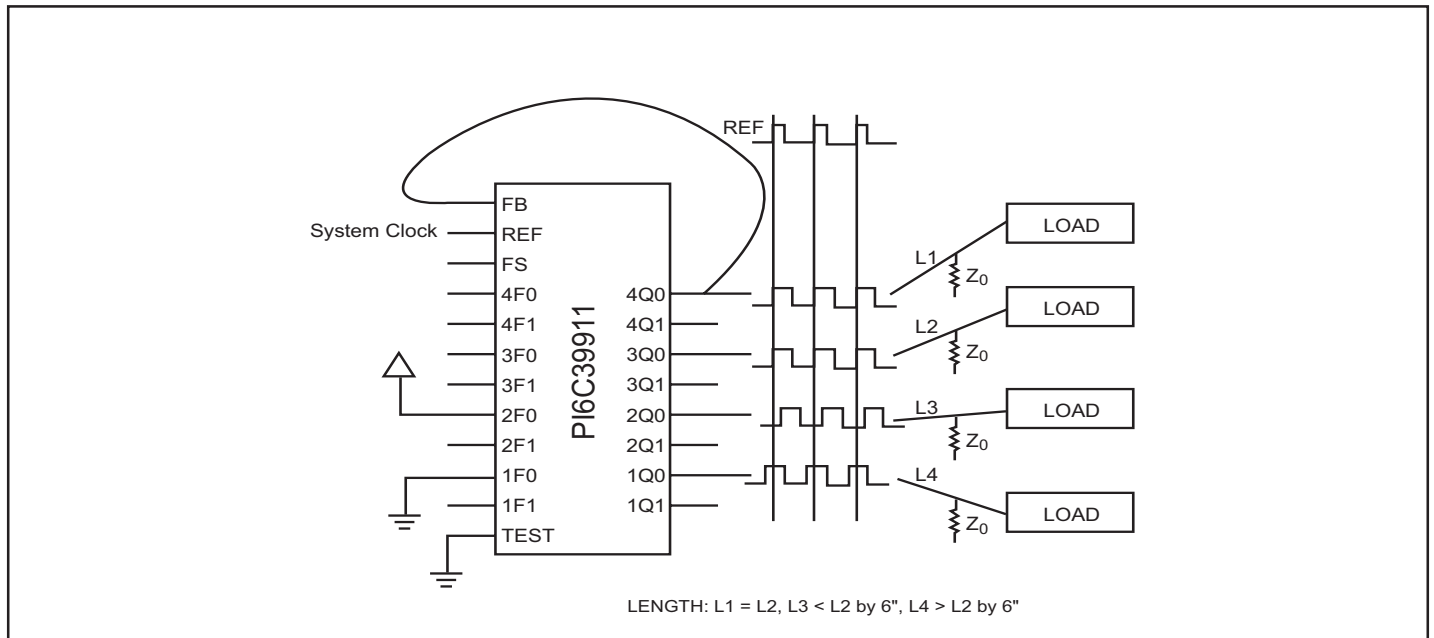 REF
FB
System Clock
REF
FS
4F0
4F1
3F0
3F1
2F0
2F1
1F0
1F1
TEST
PI6C39911
4Q0
4Q1
3Q0
3Q1
2Q0
2Q1
1Q0
1Q1
L1
Z0
LOAD
L2
Z0
LOAD
L3
Z0
LOAD
L4
Z0
LOAD
LENGTH: L1 = L2, L3 < L2 by 6", L4 > L2 by 6"